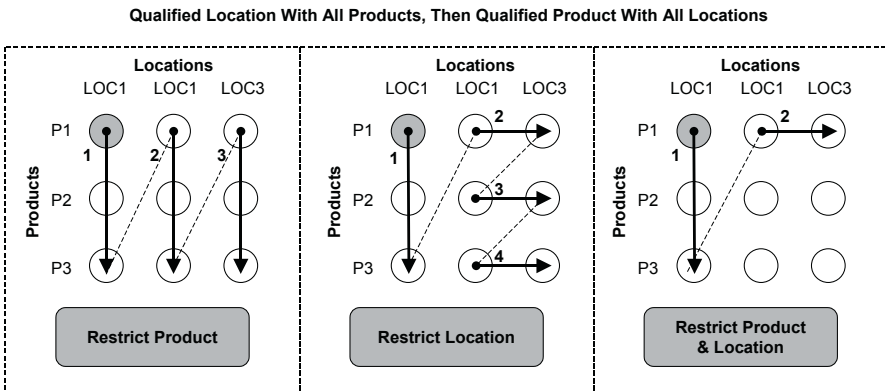 Qualified Location With All Products, Then Qualified Product With All Locations
Locations
LOC1 LOC1 LOC3
Products
P1
1 2 3
P2
P3
Restrict Product
Locations
LOC1 LOC1 LOC3
Products
P1
2
1
P2
3
P3
4
Restrict Location
Locations
LOC1 LOC1 LOC3
Products
P1
2
1
P2
P3
Restrict Product
& Location